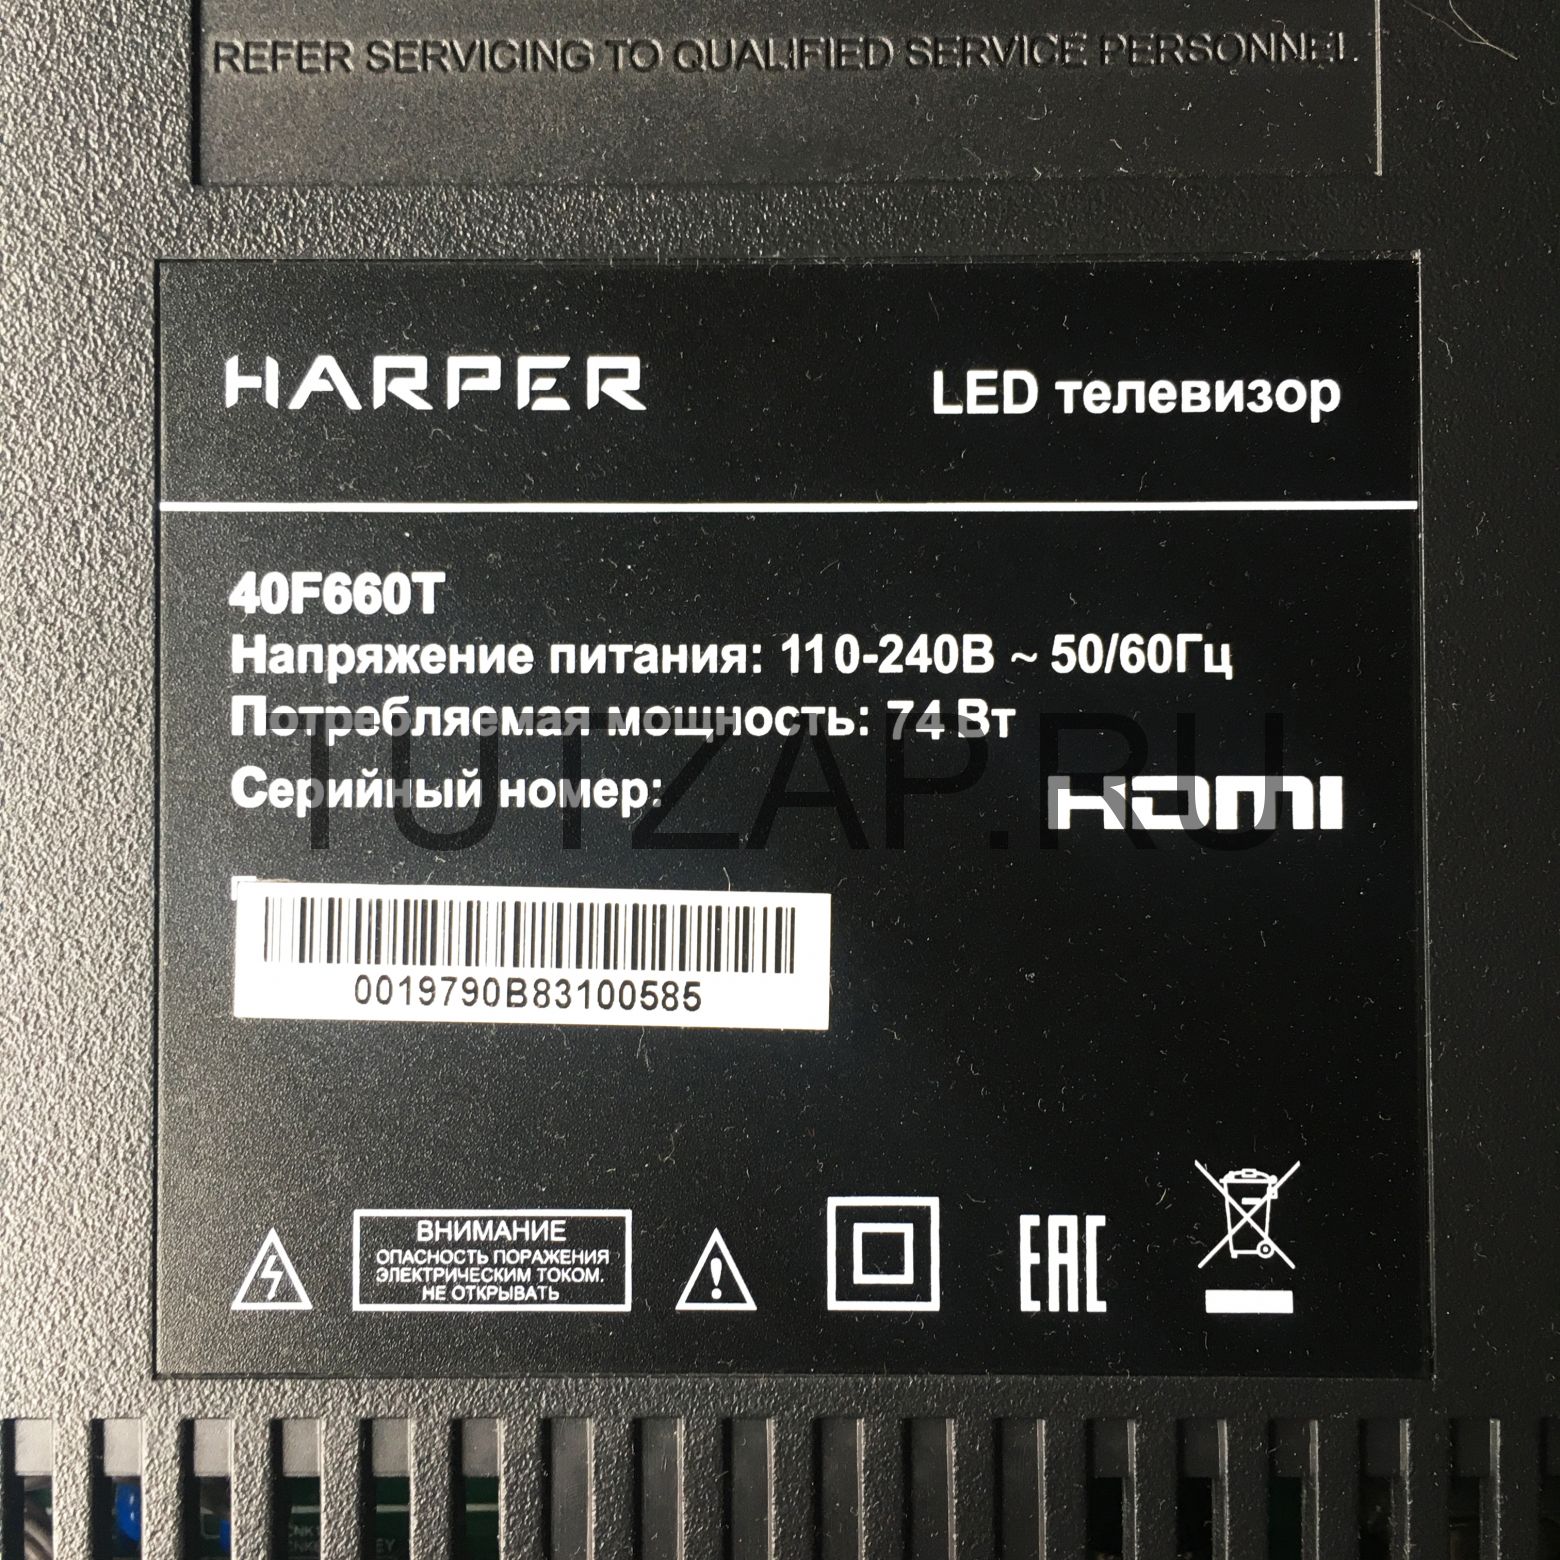 REFER SERVICING TO QUALIFIED SERVICE PERSONNEL.
HARPER
LED телевизор
40F660T
Напряжение питания: 110-240В ~ 50/60Гц
Потребляемая мощность: 74 Вт
Серийный номер:
HDMI
TUTZAP.RU
0019790B83100585
ВНИМАНИЕ
ОПАСНОСТЬ ПОРАЖЕНИЯ
ЭЛЕКТРИЧЕСКИМ ТОКОМ.
НЕ ОТКРЫВАТЬ
EAC